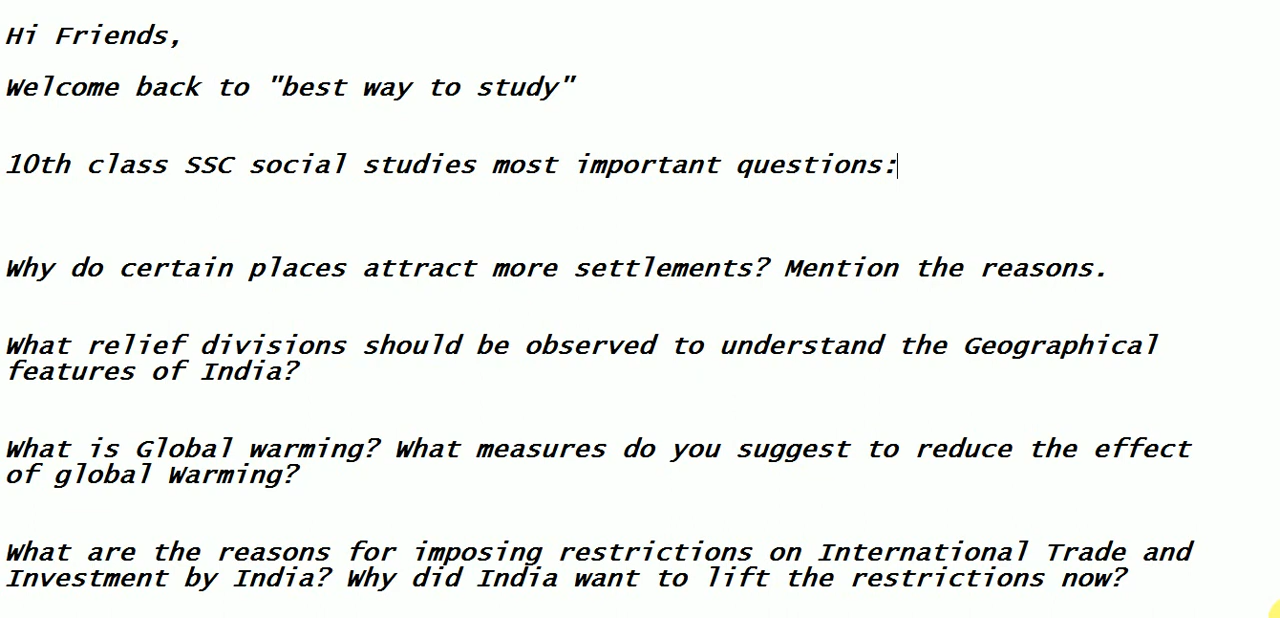 Hi Friends,
Welcome back to "best way to study"
10th class SSC social studies most important questions:
Why do certain places attract more settlements? Mention the reasons.
What relief divisions should be observed to understand the Geographical
features of India?
What is Global warming? What measures do you suggest to reduce the effect
of global Warming?
What are the reasons for imposing restrictions on International Trade and
Investment by India? Why did India want to lift the restrictions now?